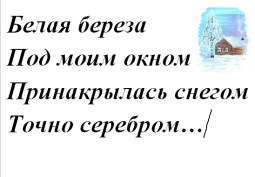 Белая береза
Под моим окном
Принакрылась снегом
Точно серебром…